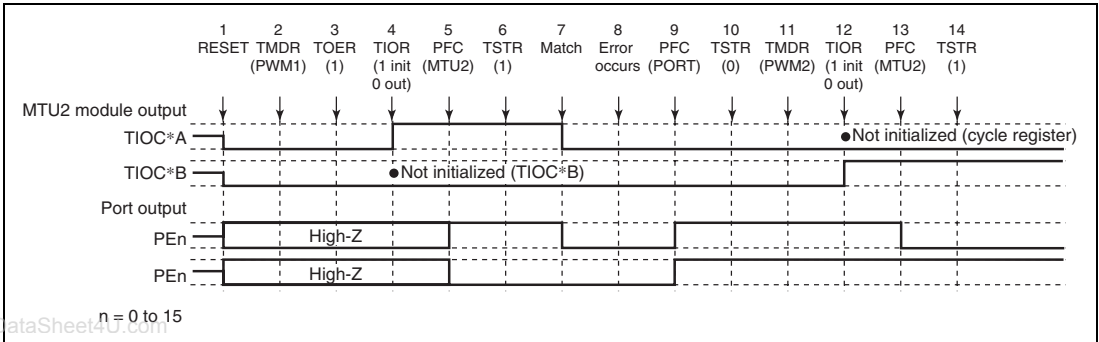 1 2 3 4 5 6 7 8 9 10 11 12 13 14
RESET TMDR TOER TIOR PFC TSTR Match Error PFC TSTR TMDR TIOR PFC TSTR
(PWM1) (1) (1 init (MTU2) (1) occurs (PORT) (0) (PWM2) (1 init (MTU2) (1)
0 out) 0 out)
MTU2 module output
TIOC*A ●Not initialized (cycle register)
TIOC*B ●Not initialized (TIOC*B)
Port output
PEn High-Z
PEn High-Z
n = 0 to 15
DataSheet4U.com